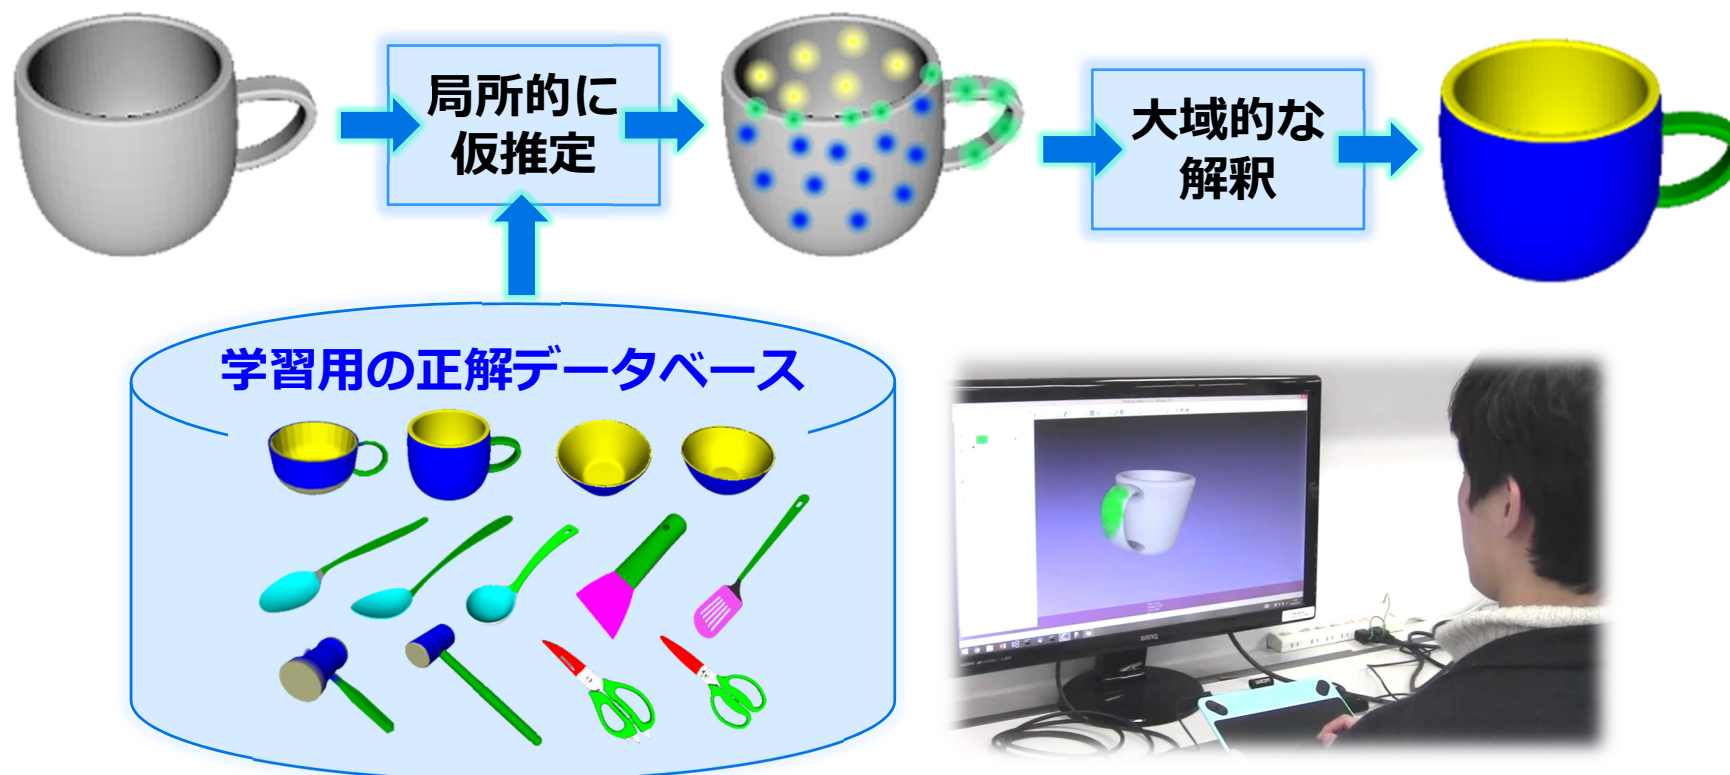 局所的に
仮推定
大域的な
解釈
学習用の正解データベース
BenQ